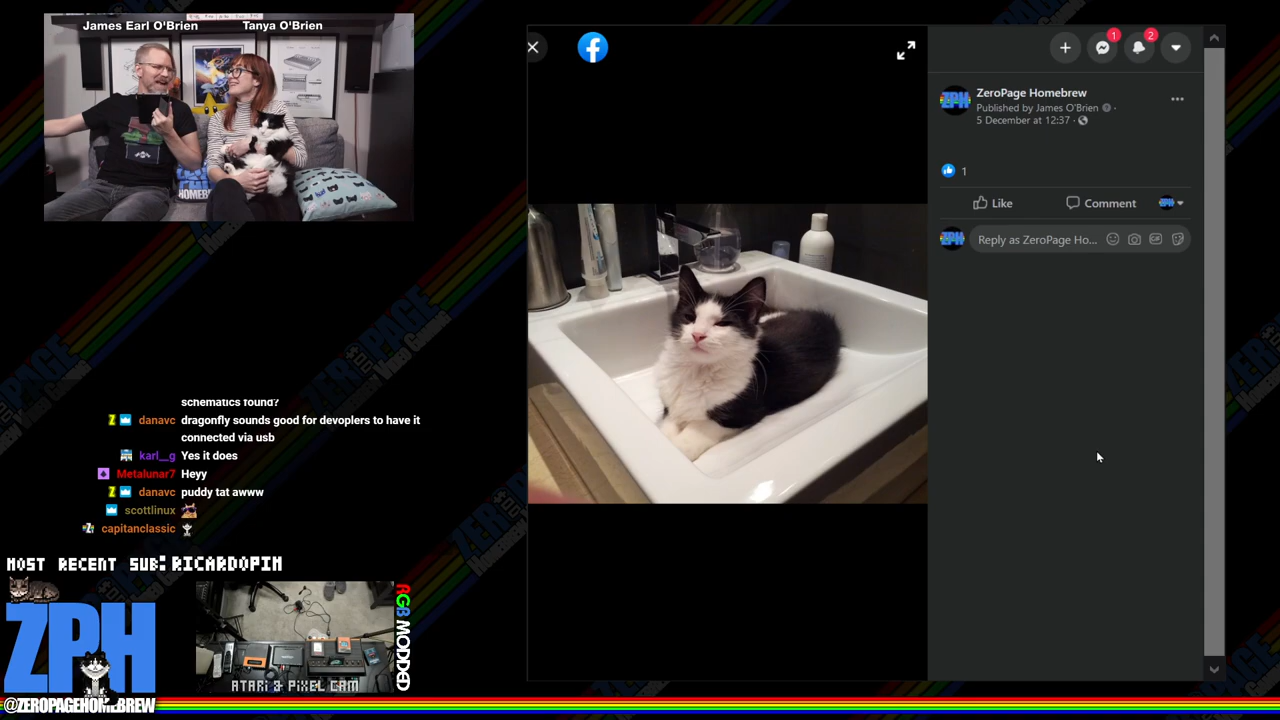 James Earl O'Brien
Tanya O'Brien
schematics found?
danavc dragonfly sounds good for devoplers to have it
connected via usb
karl__g Yes it does
Metalunar7 Heyy
danavc puddy tat awww
scottlinux
capitanclassic
MOST RECENT SUB: RICARDOPIM
ZPH
@ZEROPAGEHOMEBREW
ATARI & PIXEL CAM
RGB MODDED
1
2
ZeroPage Homebrew
Published by James O'Brien
5 December at 12:37
1
Like
Comment
Reply as ZeroPage Ho...
GIF